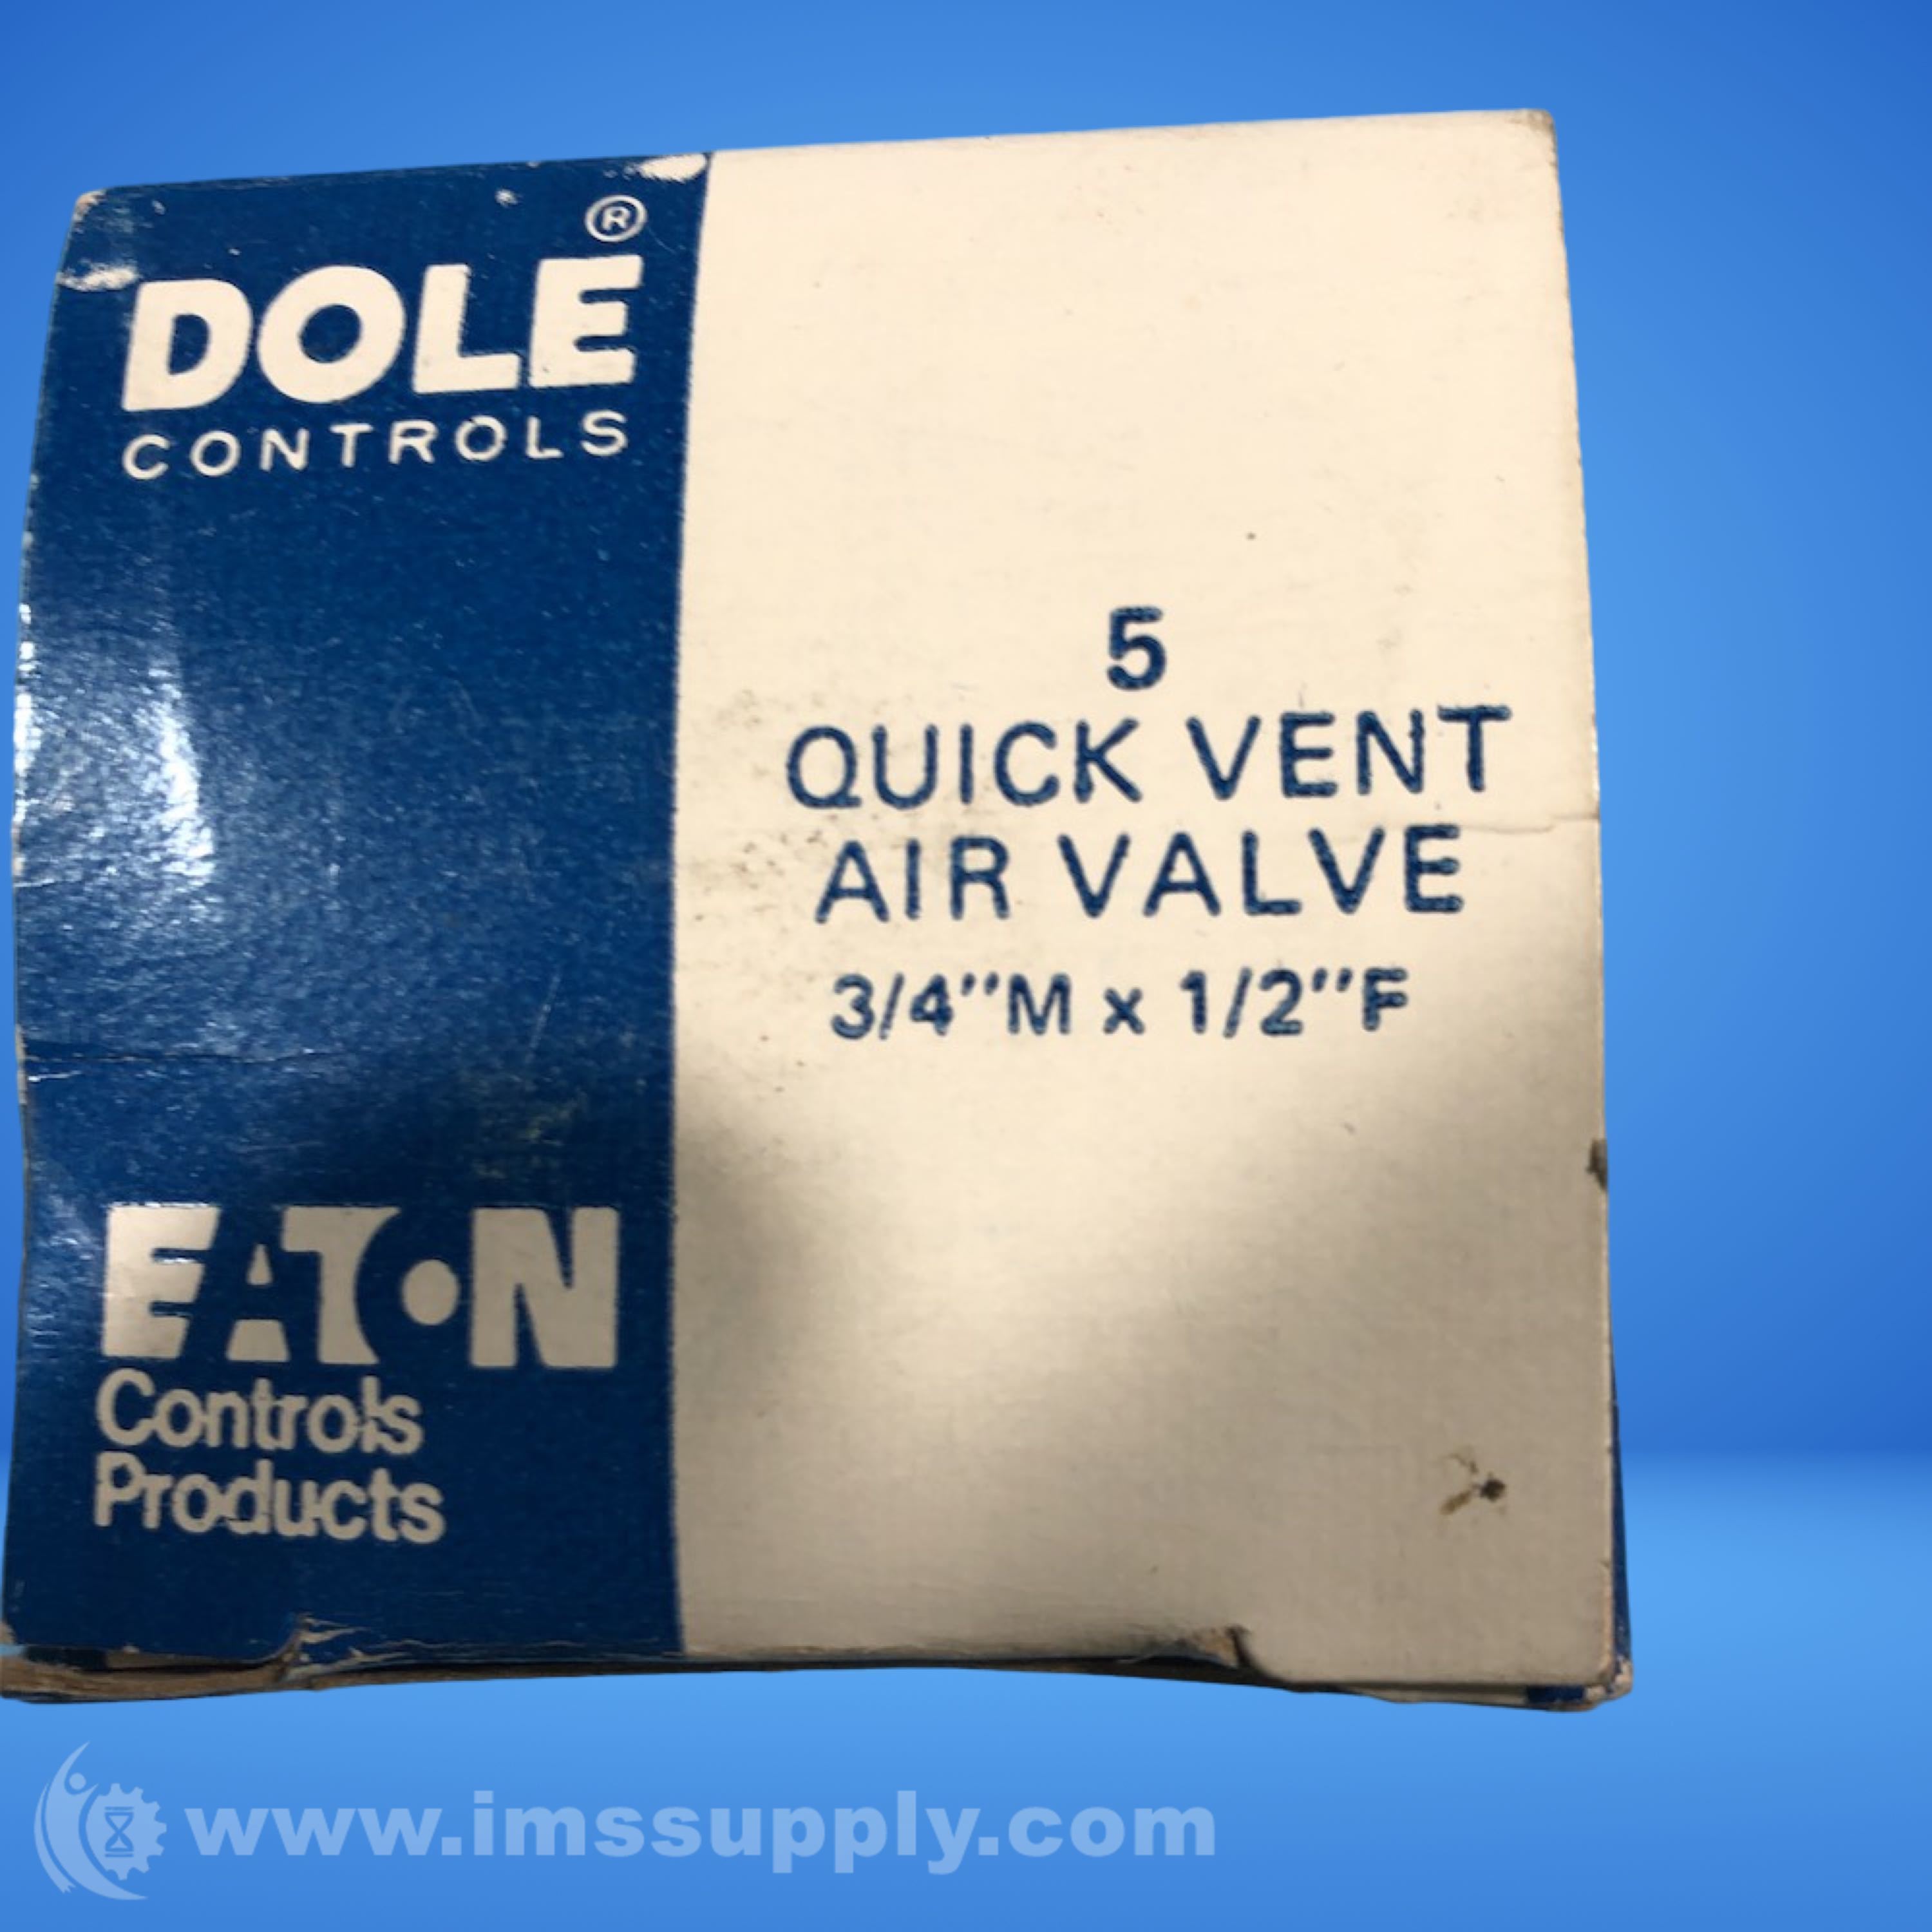 ®
DOLE
CONTROLS
5
QUICK VENT
AIR VALVE
3/4"M x 1/2"F
EATON
Controls
Products
www.imssupply.com